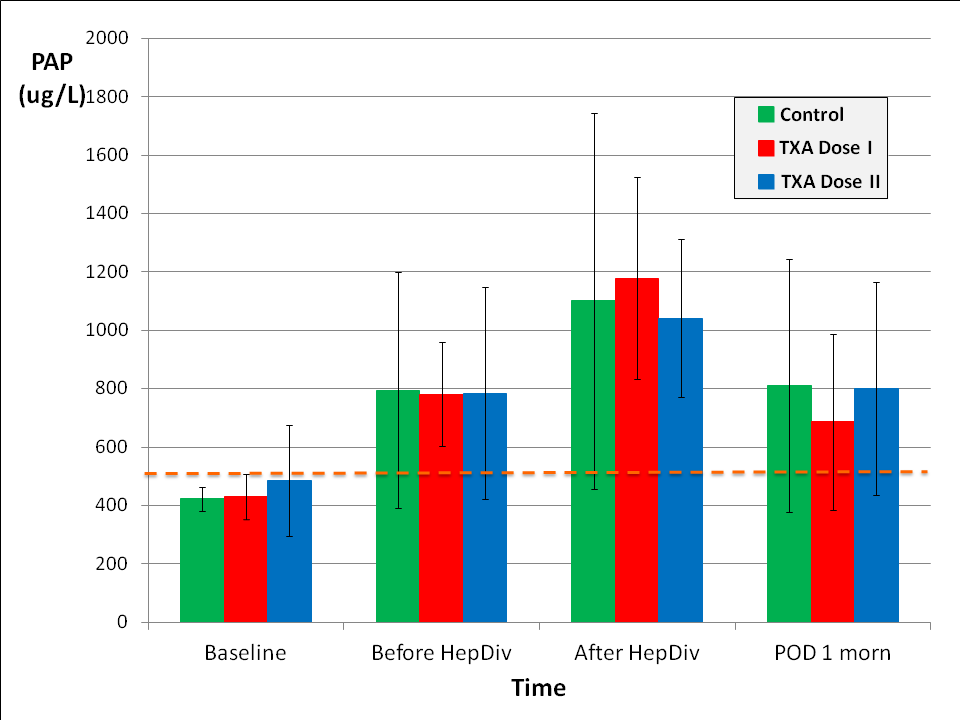 PAP
(ug/L)
2000
1800
1600
1400
1200
1000
800
600
400
200
0
Control
TXA Dose I
TXA Dose II
Baseline
Before HepDiv
After HepDiv
POD 1 morn
Time